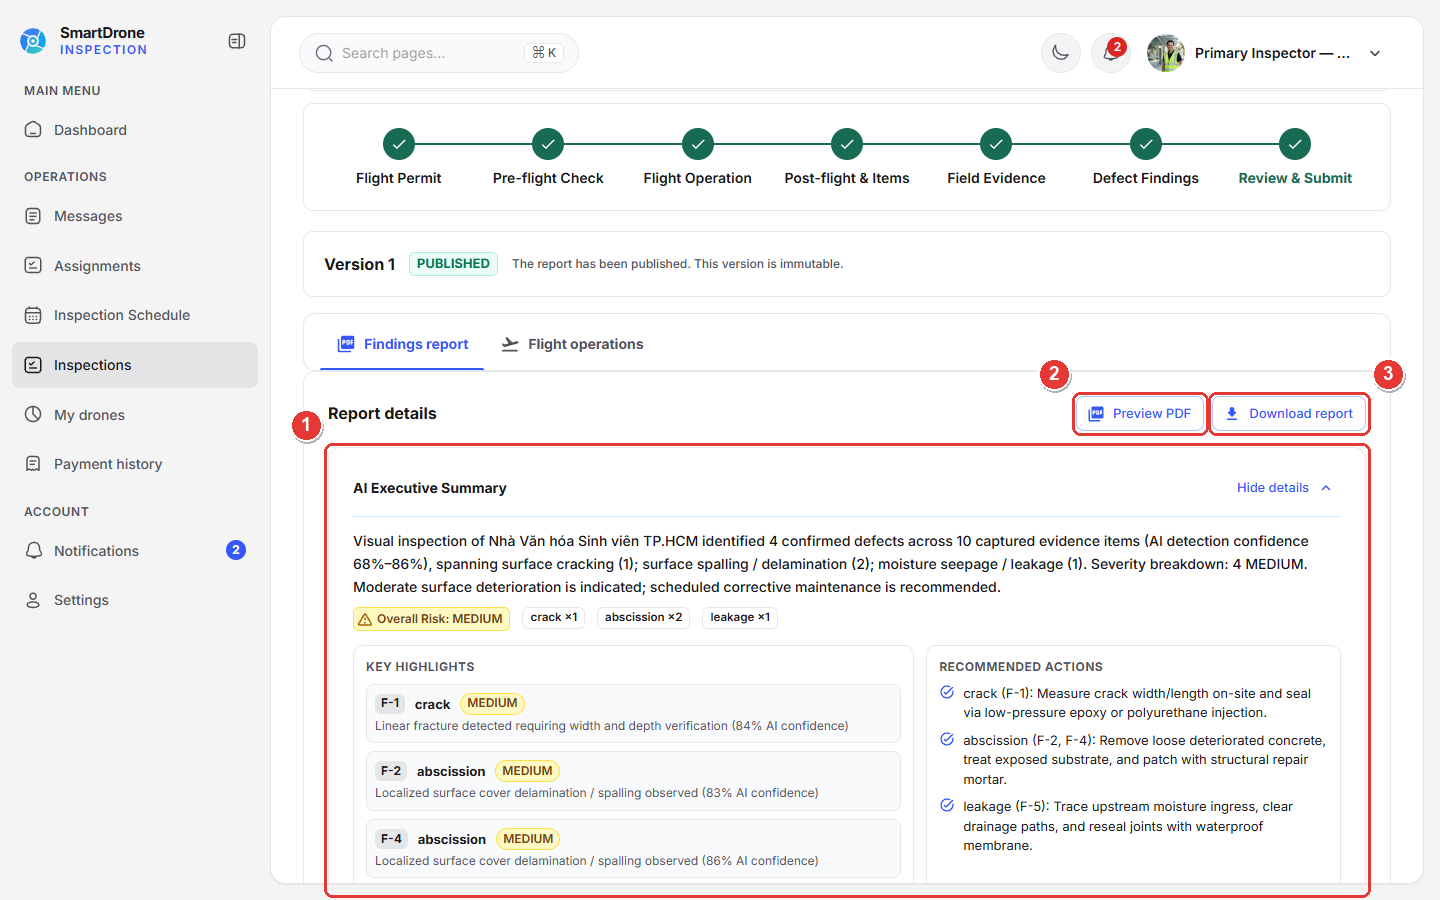 SmartDrone
INSPECTION
MAIN MENU
Dashboard
OPERATIONS
Messages
Assignments
Inspection Schedule
Inspections
My drones
Payment history
ACCOUNT
Notifications
2
Settings
Search pages...
⌘ K
2
Primary Inspector — ...
Flight Permit
Pre-flight Check
Flight Operation
Post-flight & Items
Field Evidence
Defect Findings
Review & Submit
Version 1
PUBLISHED
The report has been published. This version is immutable.
Findings report
Flight operations
Report details
Preview PDF
Download report
1
2
3
AI Executive Summary
Hide details
Visual inspection of Nhà Văn hóa Sinh viên TP.HCM identified 4 confirmed defects across 10 captured evidence items (AI detection confidence
68%–86%), spanning surface cracking (1); surface spalling / delamination (2); moisture seepage / leakage (1). Severity breakdown: 4 MEDIUM.
Moderate surface deterioration is indicated; scheduled corrective maintenance is recommended.
Overall Risk: MEDIUM
crack ×1
abscission ×2
leakage ×1
KEY HIGHLIGHTS
F-1 crack MEDIUM
Linear fracture detected requiring width and depth verification (84% AI confidence)
F-2 abscission MEDIUM
Localized surface cover delamination / spalling observed (83% AI confidence)
F-4 abscission MEDIUM
Localized surface cover delamination / spalling observed (86% AI confidence)
RECOMMENDED ACTIONS
crack (F-1): Measure crack width/length on-site and seal
via low-pressure epoxy or polyurethane injection.
abscission (F-2, F-4): Remove loose deteriorated concrete,
treat exposed substrate, and patch with structural repair
mortar.
leakage (F-5): Trace upstream moisture ingress, clear
drainage paths, and reseal joints with waterproof
membrane.